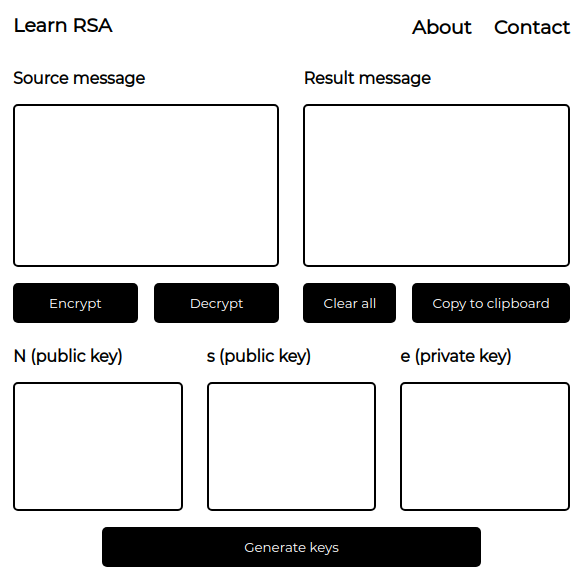 Learn RSA
About Contact
Source message
Result message
Encrypt
Decrypt
Clear all
Copy to clipboard
N (public key)
s (public key)
e (private key)
Generate keys